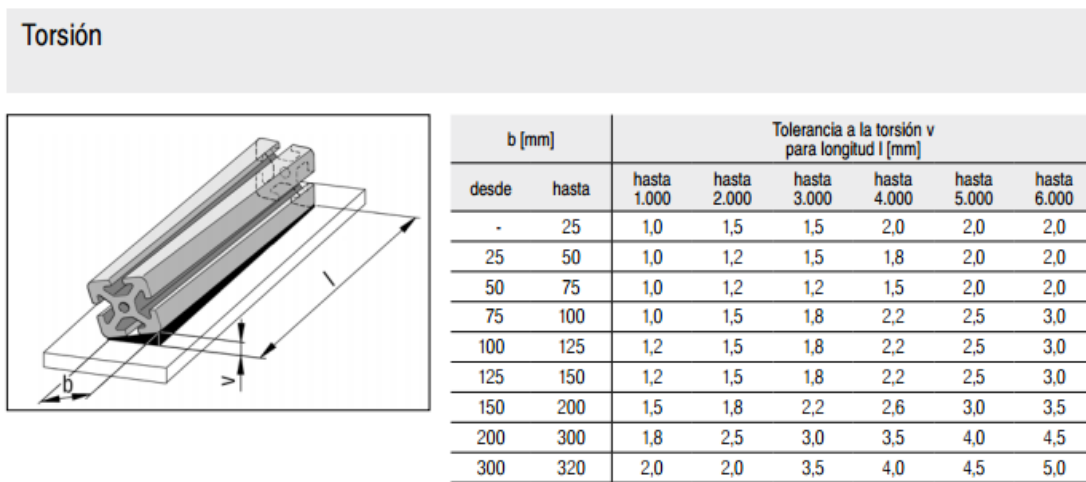 Torsión
b
v
l
b [mm] Tolerancia a la torsión v
para longitud l [mm]
desde hasta hasta 1.000 hasta 2.000 hasta 3.000 hasta 4.000 hasta 5.000 hasta 6.000
- 25 1,0 1,5 1,5 2,0 2,0 2,0
25 50 1,0 1,2 1,5 1,8 2,0 2,0
50 75 1,0 1,2 1,2 1,5 2,0 2,0
75 100 1,0 1,5 1,8 2,2 2,5 3,0
100 125 1,2 1,5 1,8 2,2 2,5 3,0
125 150 1,2 1,5 1,8 2,2 2,5 3,0
150 200 1,5 1,8 2,2 2,6 3,0 3,5
200 300 1,8 2,5 3,0 3,5 4,0 4,5
300 320 2,0 2,0 3,5 4,0 4,5 5,0